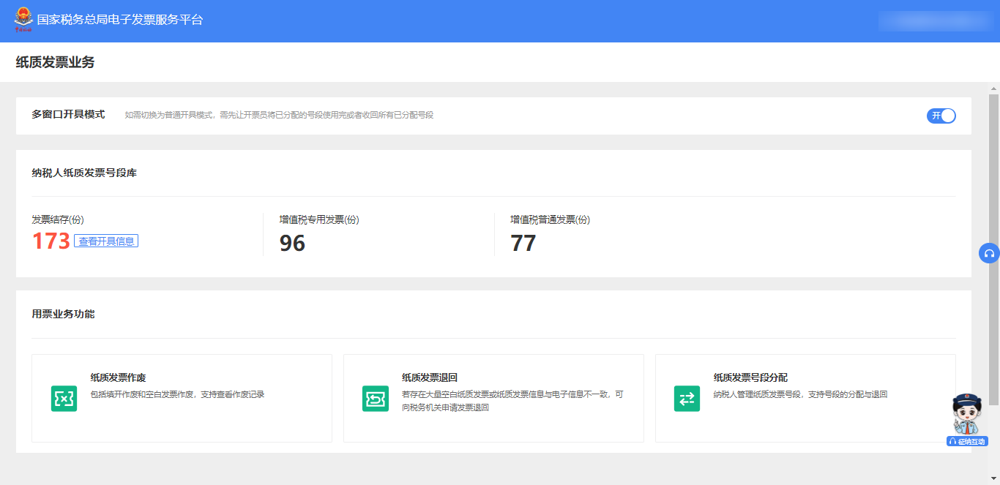 国家税务总局电子发票服务平台
纸质发票业务
多窗口开具模式
如需切换为普通开具模式，需先让开票员将已分配的号段使用完或者收回所有已分配号段
开
纳税人纸质发票号段库
发票结存(份)
173 查看开具信息
增值税专用发票(份)
96
增值税普通发票(份)
77
用票业务功能
纸质发票作废
包括填开作废和空白发票作废，支持查看作废记录
纸质发票退回
若存在大量空白纸质发票或纸质发票信息与电子信息不一致，可
向税务机关申请发票退回
纸质发票号段分配
纳税人管理纸质发票号段，支持号段的分配与退回
征纳互动